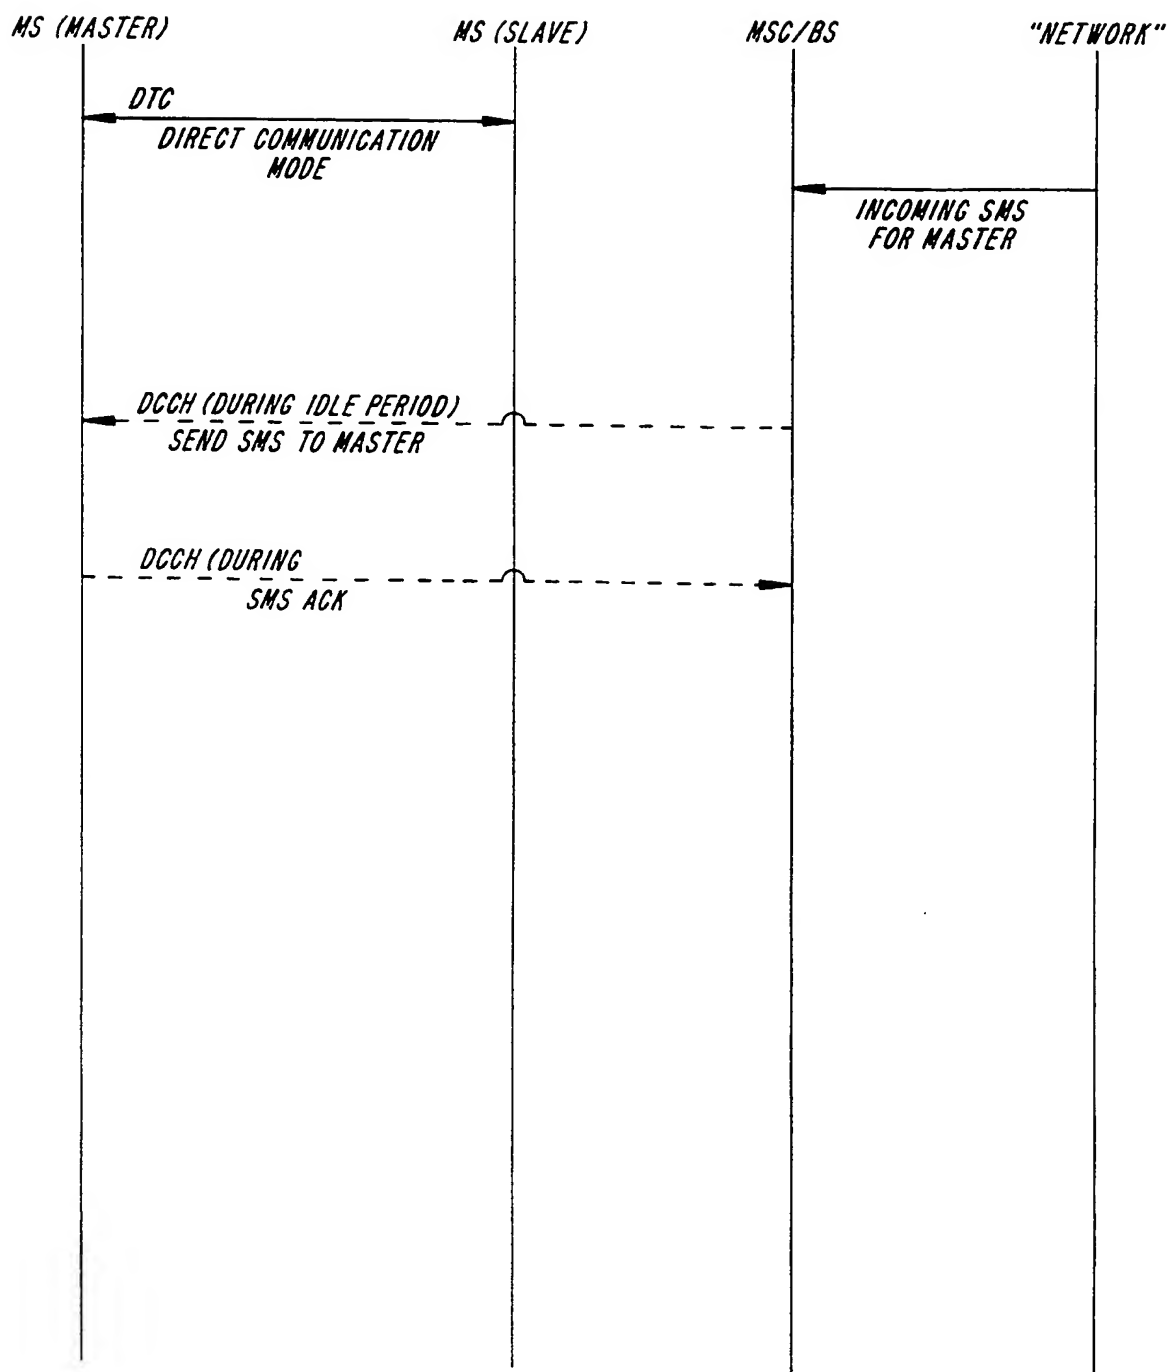 MS (MASTER) MS (SLAVE) MSC/BS "NETWORK"
DTC
DIRECT COMMUNICATION
MODE
INCOMING SMS
FOR MASTER
DCCH (DURING IDLE PERIOD)
SEND SMS TO MASTER
DCCH (DURING
SMS ACK